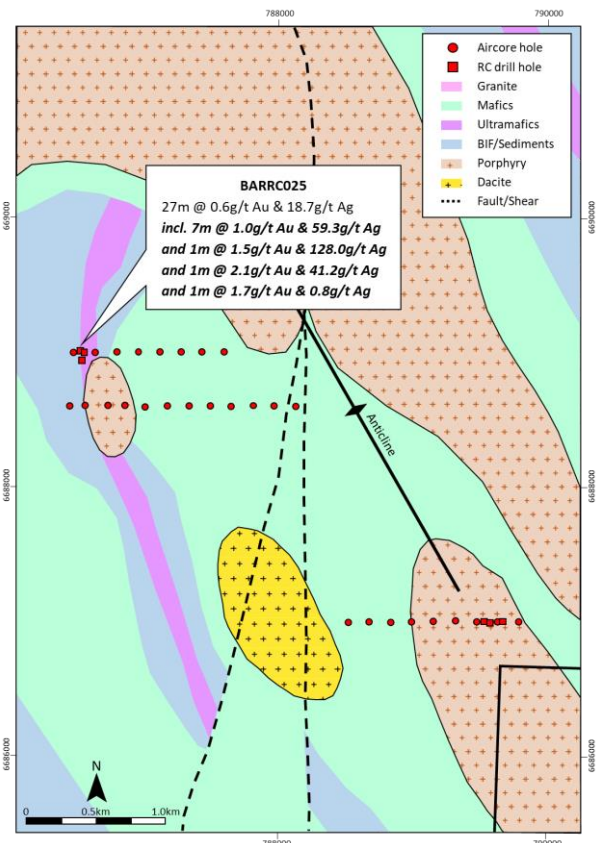 788000
790000
Aircore hole
RC drill hole
Granite
Mafics
Ultramafics
BIF/Sediments
Porphyry
Dacite
Fault/Shear
BARRC025
27m @ 0.6g/t Au & 18.7g/t Ag
incl. 7m @ 1.0g/t Au & 59.3g/t Ag
and 1m @ 1.5g/t Au & 128.0g/t Ag
and 1m @ 2.1g/t Au & 41.2g/t Ag
and 1m @ 1.7g/t Au & 0.8g/t Ag
6690000
6690000
Anticline
6688000
6688000
6686000
6686000
N
0
0.5km
1.0km
788000
790000